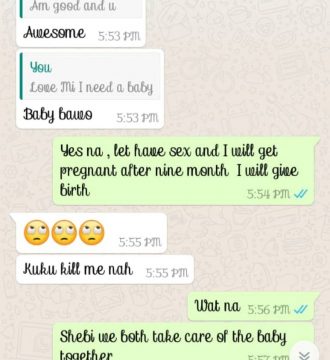 Am good and u
Awesome 5:53 PM
You
Love Mi I need a baby
Baby bawo 5:53 PM
Yes na , let have sex and I will get
pregnant after nine month I will give
birth 5:54 PM
🙄🙄🙄 5:55 PM
Kuku kill me nah 5:55 PM
Wat na 5:56 PM
Shebi we both take care of the baby
together 5:57 PM